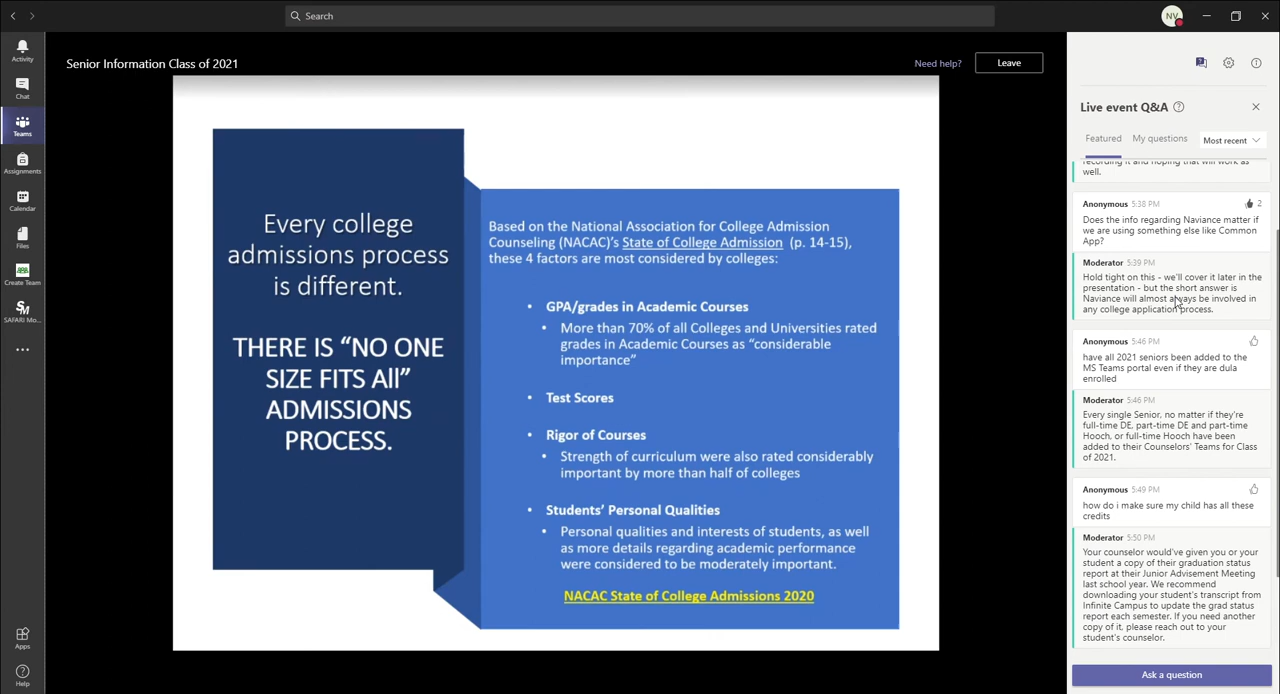 Search
NV
Activity
Chat
Teams
Assignments
Calendar
Files
Create Team
SAFARI Mo...
Apps
Help
Senior Information Class of 2021
Need help?
Leave
Every college
admissions process
is different.
THERE IS “NO ONE
SIZE FITS All”
ADMISSIONS
PROCESS.
Based on the National Association for College Admission
Counseling (NACAC)’s State of College Admission (p. 14-15),
these 4 factors are most considered by colleges:
• GPA/grades in Academic Courses
• More than 70% of all Colleges and Universities rated
grades in Academic Courses as “considerable
importance”
• Test Scores
• Rigor of Courses
• Strength of curriculum were also rated considerably
important by more than half of colleges
• Students’ Personal Qualities
• Personal qualities and interests of students, as well
as more details regarding academic performance
were considered to be moderately important.
NACAC State of College Admissions 2020
Live event Q&A
Featured
My questions
Most recent
recording it and hoping that will work as
well.
Anonymous 5:38 PM
2
Does the info regarding Naviance matter if
we are using something else like Common
App?
Moderator 5:39 PM
Hold tight on this - we'll cover it later in the
presentation - but the short answer is
Naviance will almost always be involved in
any college application process.
Anonymous 5:46 PM
have all 2021 seniors been added to the
MS Teams portal even if they are dula
enrolled
Moderator 5:46 PM
Every single Senior, no matter if they're
full-time DE, part-time DE and part-time
Hooch, or full-time Hooch have been
added to their Counselors' Teams for Class
of 2021.
Anonymous 5:49 PM
how do i make sure my child has all these
credits
Moderator 5:50 PM
Your counselor would've given you or your
student a copy of their graduation status
report at their Junior Advisement Meeting
last school year. We recommend
downloading your student's transcript from
Infinite Campus to update the grad status
report each semester. If you need another
copy of it, please reach out to your
student's counselor.
Ask a question